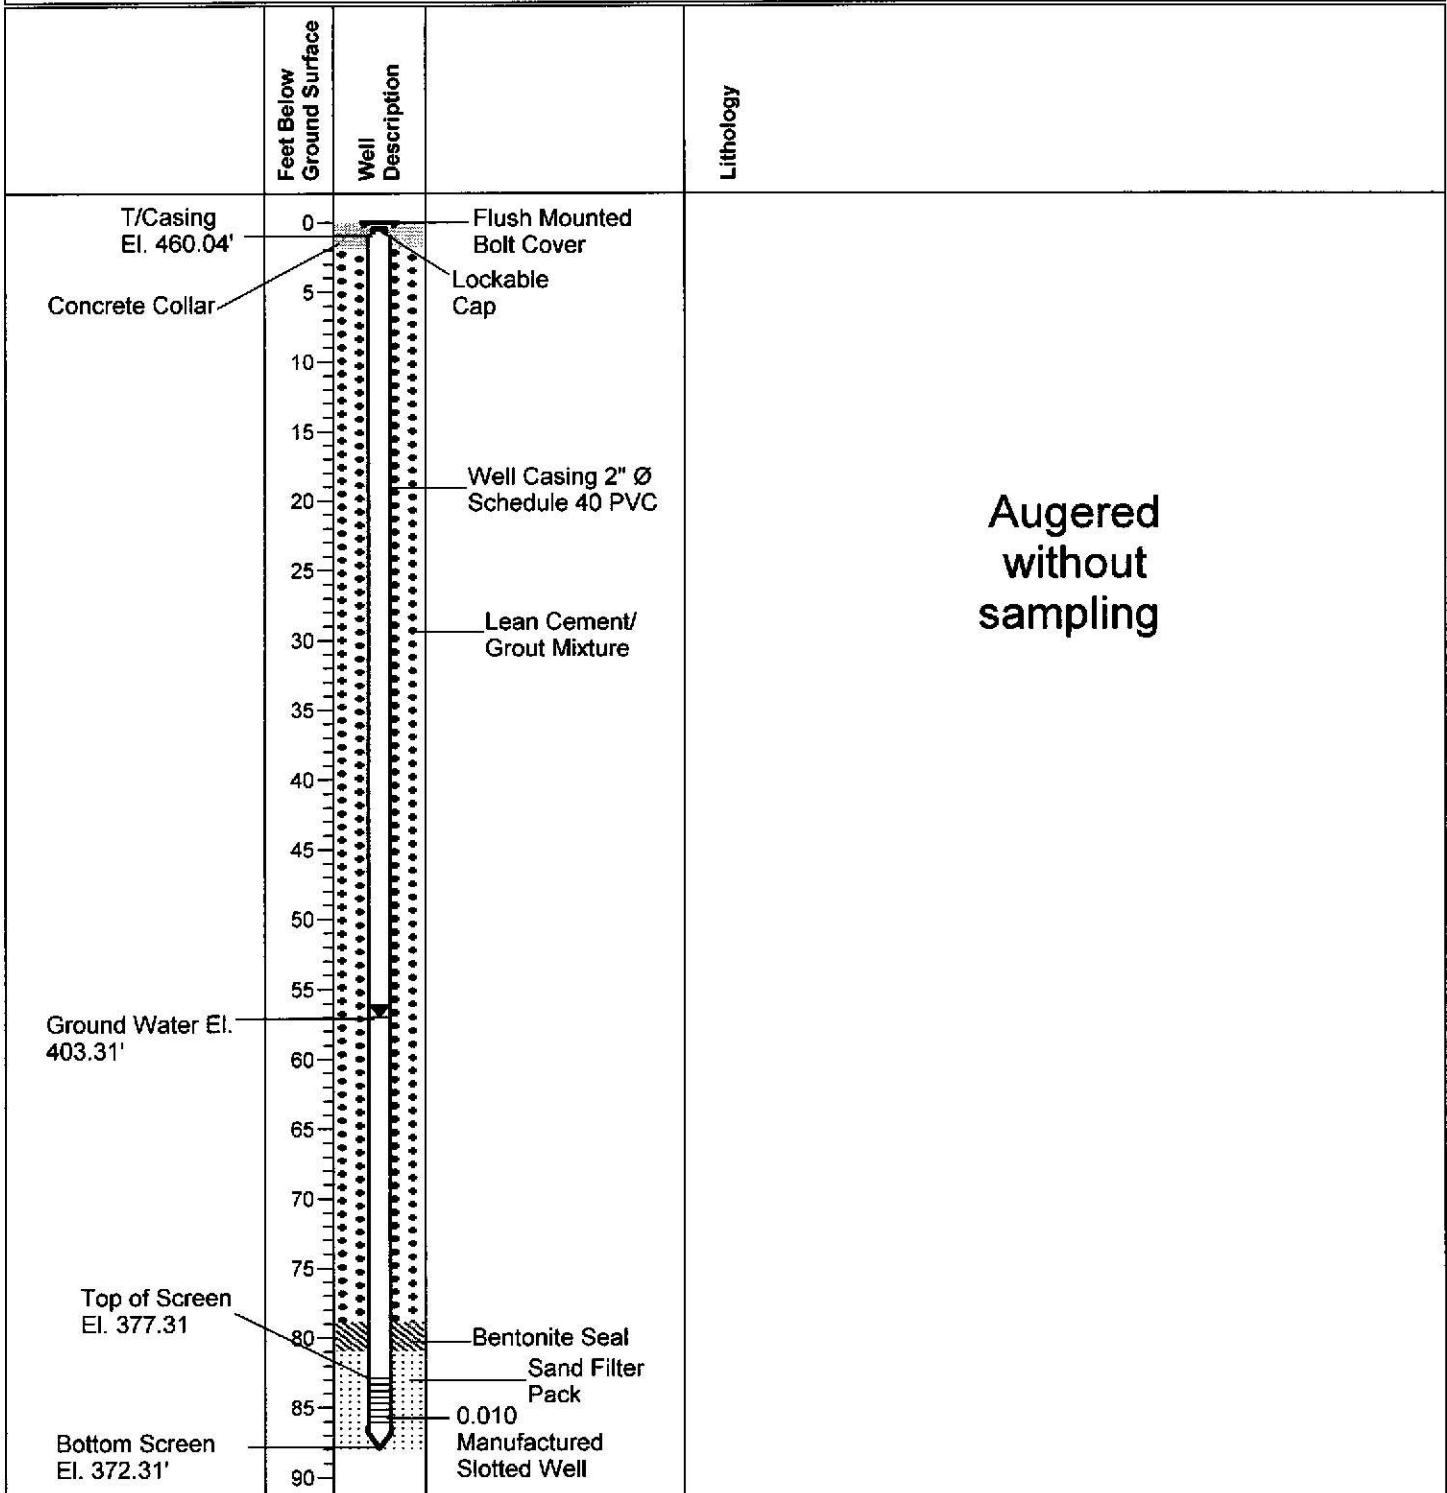 Feet Below
Ground Surface
Well
Description
Lithology
T/Casing
El. 460.04'
Concrete Collar
0
Flush Mounted
Bolt Cover
Lockable
Cap
5
10
15
Well Casing 2" Ø
Schedule 40 PVC
20
25
Lean Cement/
Grout Mixture
30
35
40
45
50
55
Ground Water El.
403.31'
60
65
70
75
Top of Screen
El. 377.31
80
Bentonite Seal
Sand Filter
Pack
85
0.010
Manufactured
Slotted Well
Bottom Screen
El. 372.31'
90
Augered
without
sampling